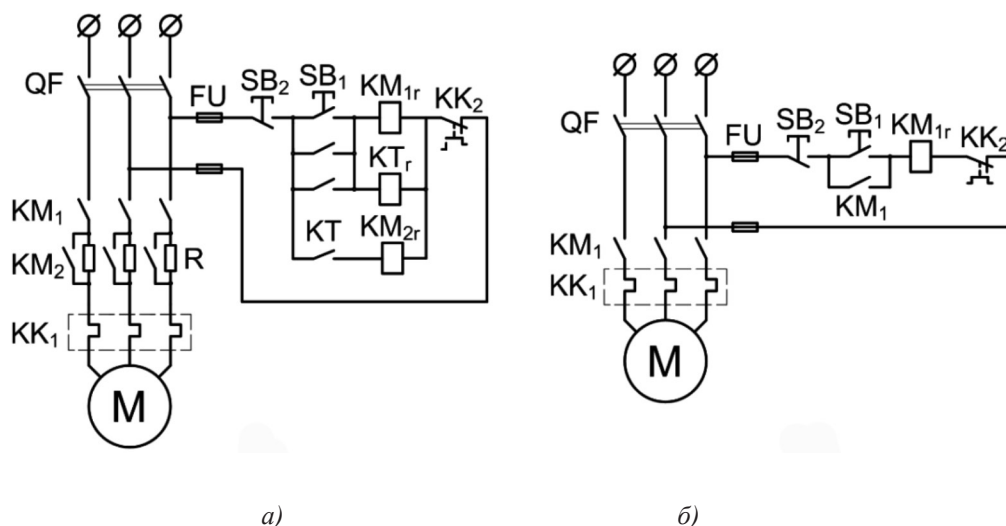 QF
FU
SB2
SB1
KM1r
KK2
KTr
KT
KM2r
KM1
KM2
R
KK1
M
QF
FU
SB2
SB1
KM1r
KK2
KM1
KM1
KK1
M
а)
б)